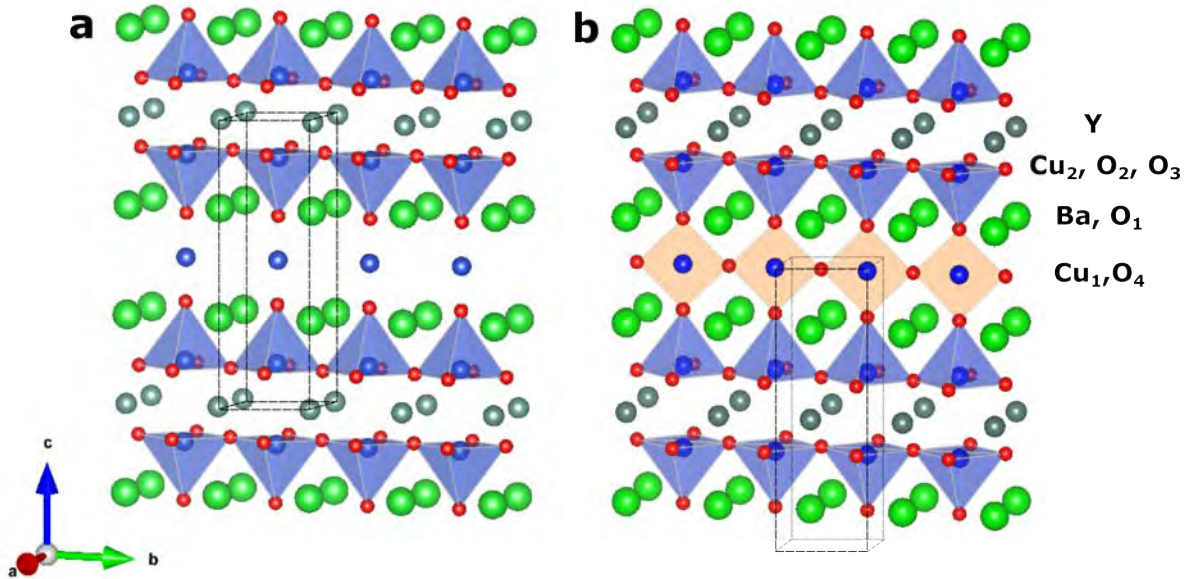 a
b
Y
Cu₂, O₂, O₃
Ba, O₁
Cu₁,O₄
c
b
a